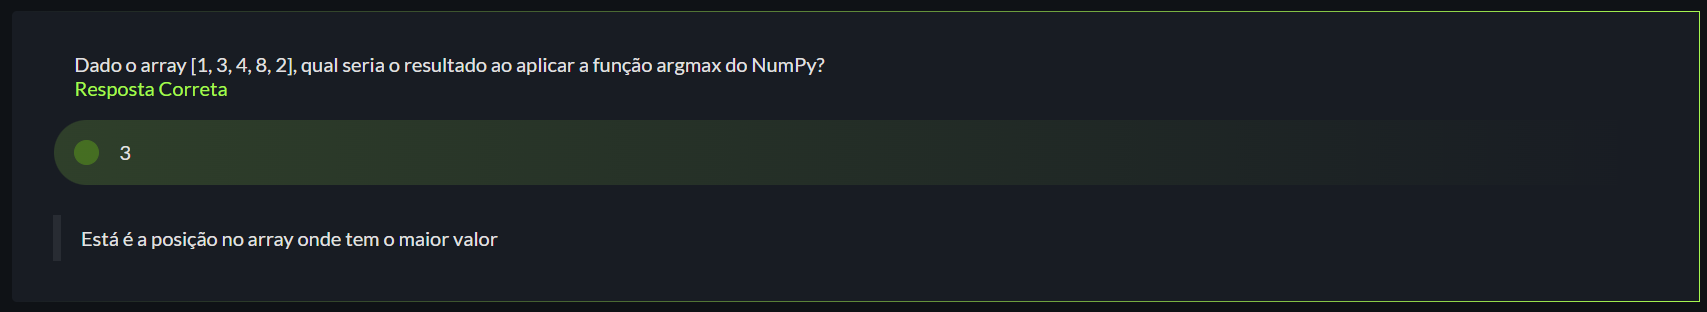 Dado o array [1, 3, 4, 8, 2], qual seria o resultado ao aplicar a função argmax do NumPy?
Resposta Correta
3
Está é a posição no array onde tem o maior valor